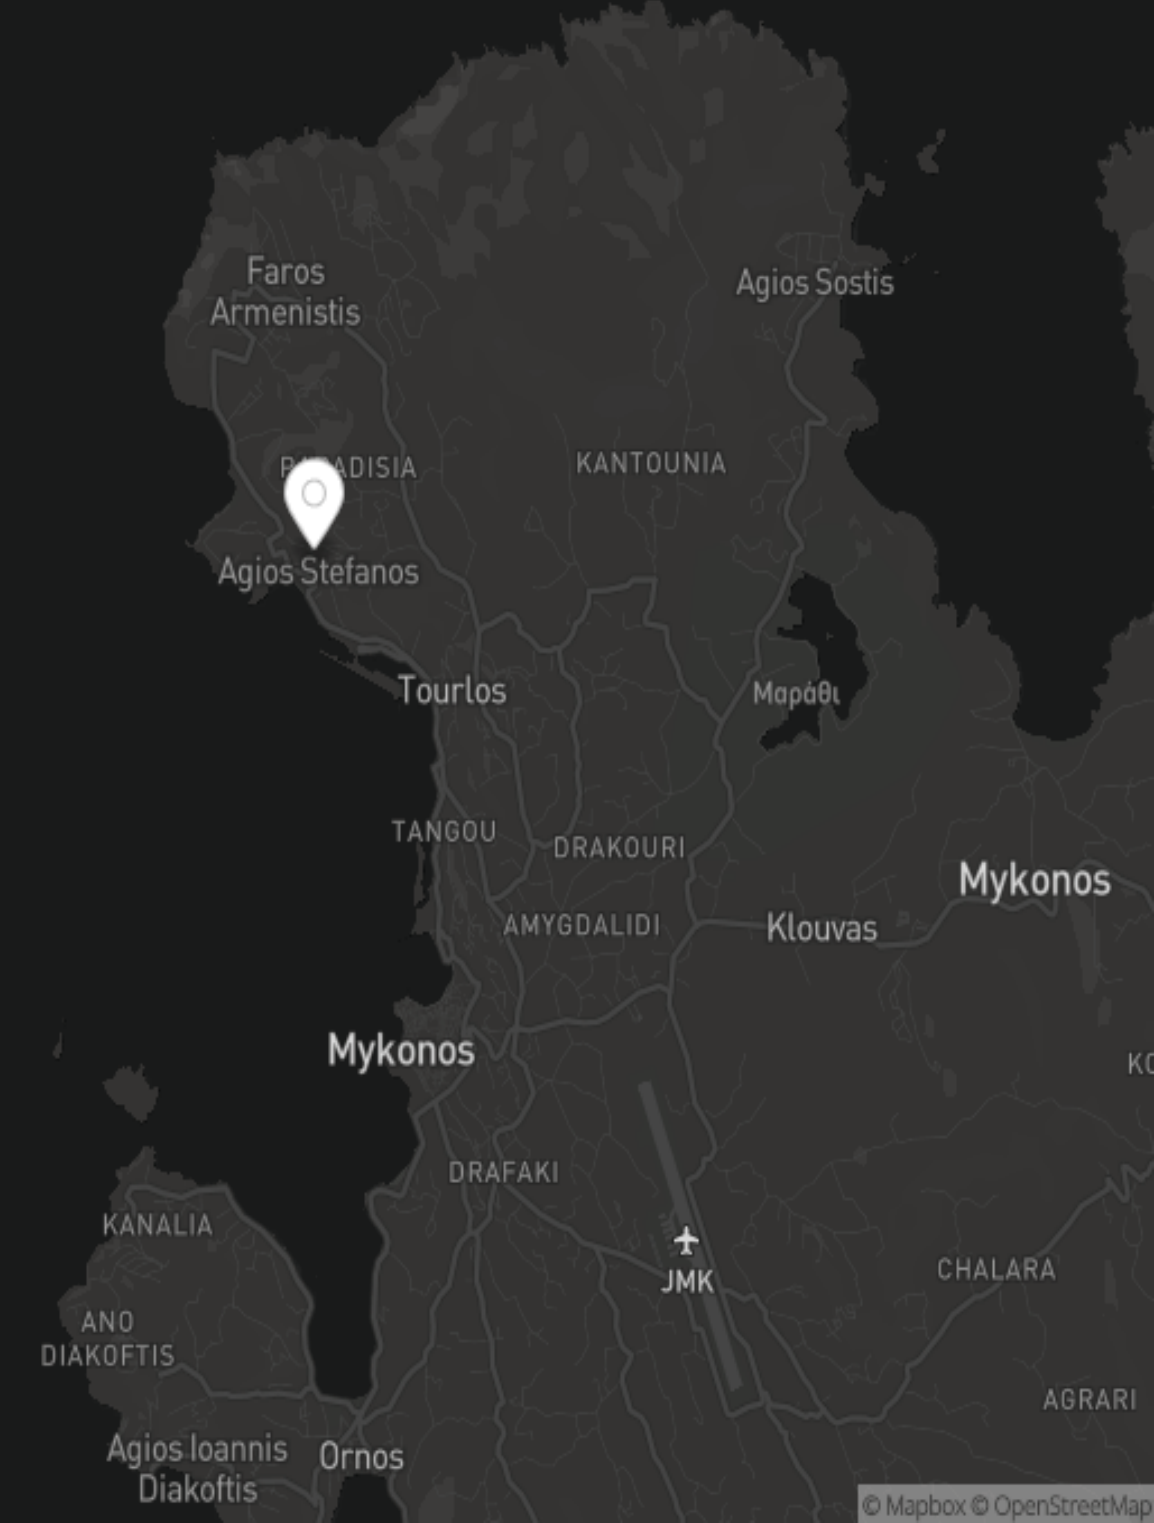 Faros
Armenistis
Agios Sostis
KANTOUNIA
Agios Stefanos
Tourlos
Μαράθι
TANGOU
DRAKOURI
Mykonos
AMYGDALIDI
Klouvas
Mykonos
DRAFAKI
KANALIA
JMK
CHALARA
ANO
DIAKOFTIS
AGRARI
Agios Ioannis
Diakoftis
Ornos
© Mapbox © OpenStreetMap